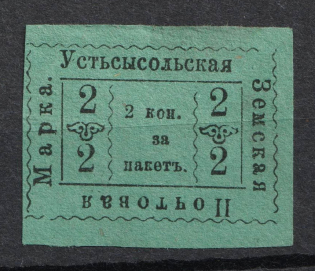 Устьсысольская
Земская
Почтовая
Марка.
2 2
2 коп.
за
пакетъ.
2 2